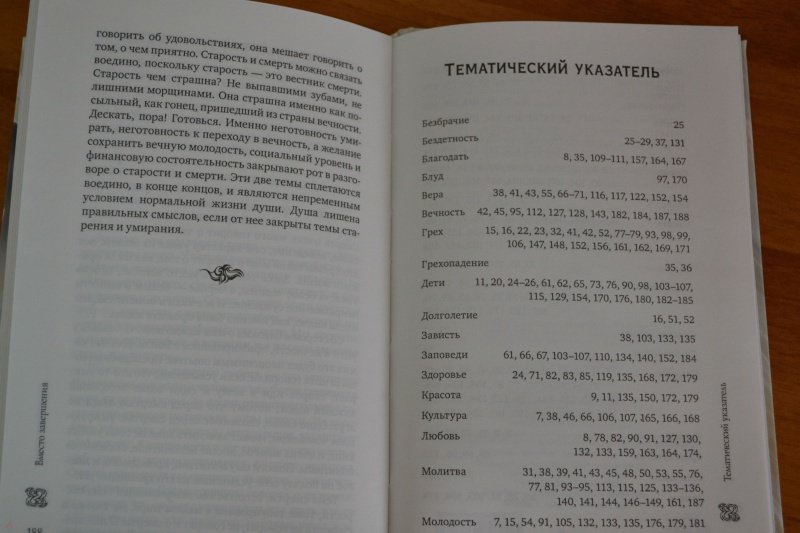 говорить об удовольствиях, она мешает говорить о
том, о чем приятно. Старость и смерть можно связать
воедино, поскольку старость — это вестник смерти.
Старость чем страшна? Не выпавшими зубами, не
лишними морщинами. Она страшна именно как по-
сыльный, как гонец, пришедший из страны вечности.
Дескать, пора! Готовься. Именно неготовность уми-
рать, неготовность к переходу в вечность, а желание
сохранить вечную молодость, социальный уровень и
финансовую состоятельность закрывают рот в разго-
воре о старости и смерти. Эти две темы сплетаются
воедино, в конце концов, и являются непременным
условием нормальной жизни души. Душа лишена
правильных смыслов, если от нее закрыты темы ста-
рения и умирания.
Вместо завершения
188
Тематический указатель
Безбрачие 25
Бездетность 25–29, 37, 131
Благодать 8, 35, 109–111, 157, 164, 167
Блуд 97, 170
Вера 38, 41, 43, 55, 66–71, 116, 117, 122, 152, 154
Вечность 42, 45, 95, 112, 127, 128, 143, 182, 184, 187, 188
Грех 15, 16, 22, 23, 32, 41, 42, 52, 77–79, 93, 98, 99,
106, 147, 148, 152, 156, 161, 162, 169, 171
Грехопадение 35, 36
Дети 11, 20, 24–26, 61, 62, 65, 73, 76, 90, 98, 103–107,
115, 129, 154, 170, 176, 180, 182–185
Долголетие 16, 51, 52
Зависть 38, 103, 133, 135
Заповеди 61, 66, 67, 103–107, 110, 134, 140, 152, 184
Здоровье 24, 71, 82, 83, 85, 119, 135, 168, 172, 179
Красота 9, 11, 135, 150, 172, 179
Культура 7, 38, 46, 66, 106, 107, 165, 166, 168
Любовь 8, 78, 82, 90, 91, 127, 130,
132, 133, 159, 163, 164, 174,
Молитва 31, 38, 39, 41, 43, 45, 48, 50, 53, 55, 76,
77, 81, 93–95, 113, 115, 125, 133–136,
140, 141, 144, 146–149, 161, 187
Молодость 7, 15, 54, 91, 105, 132, 133, 135, 176, 179, 181
Тематический указатель